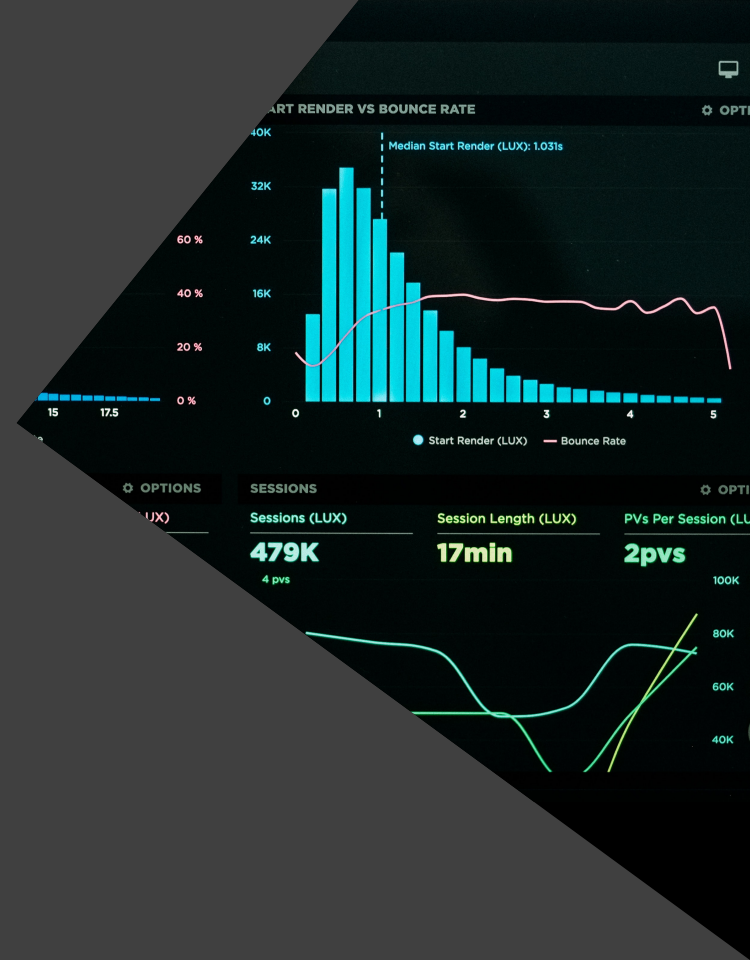 ART RENDER VS BOUNCE RATE
OPTI
40K
Median Start Render (LUX): 1.031s
32K
60 %
24K
40 %
16K
20 %
8K
0 %
0
15
17.5
0
1
2
3
4
5
Start Render (LUX)
Bounce Rate
OPTIONS
SESSIONS
OPTI
LUX)
Sessions (LUX)
Session Length (LUX)
PVs Per Session (LU
479K
17min
2pvs
4 pvs
100K
80K
60K
40K